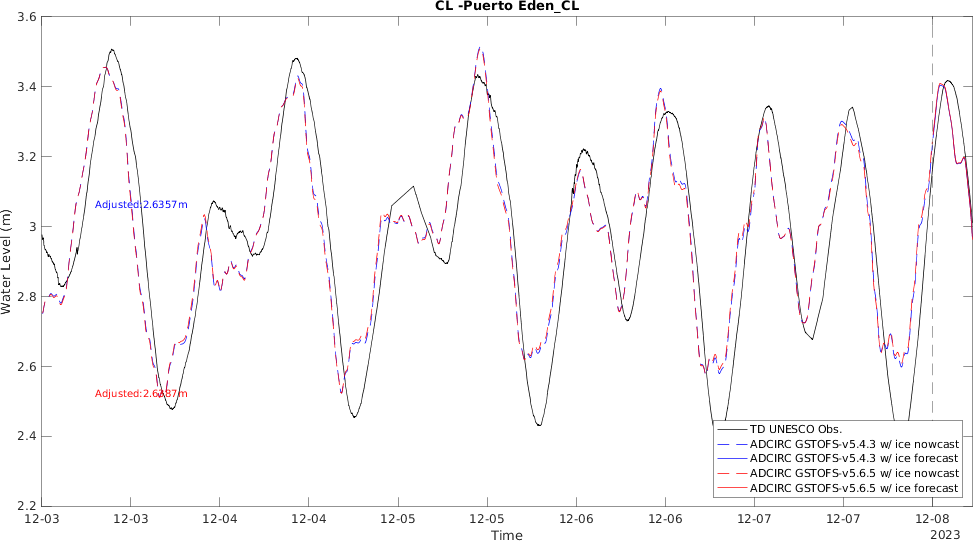 CL -Puerto Eden_CL
3.6
3.4
3.2
3
2.8
2.6
2.4
2.2
Water Level (m)
Adjusted:2.6357m
TD UNESCO Obs.
ADCIRC GSTOFS-v5.4.3 w/ ice nowcast
ADCIRC GSTOFS-v5.4.3 w/ ice forecast
ADCIRC GSTOFS-v5.6.5 w/ ice nowcast
ADCIRC GSTOFS-v5.6.5 w/ ice forecast
12-03 12-03 12-04 12-04 12-05 12-05 12-06 12-06 12-07 12-07 12-08
Time 2023